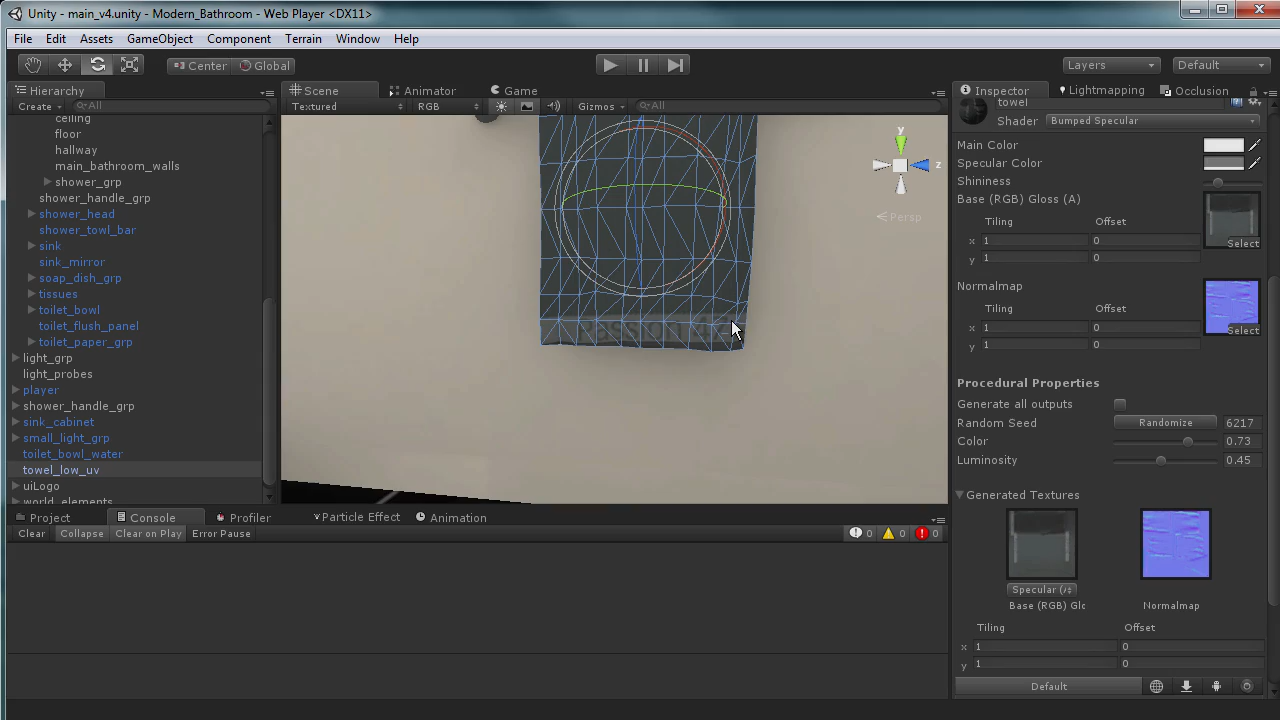 Unity - main_v4.unity - Modern_Bathroom - Web Player <DX11>
File Edit Assets GameObject Component Terrain Window Help
Center Global Layers Default
Hierarchy Scene Animator Game Inspector Lightmapping Occlusion
Create All Textured RGB Gizmos All towel
Shader Bumped Specular
ceiling
floor
hallway
main_bathroom_walls
shower_grp
shower_handle_grp
shower_head
shower_towl_bar
sink
sink_mirror
soap_dish_grp
tissues
toilet_bowl
toilet_flush_panel
toilet_paper_grp
light_grp
light_probes
player
shower_handle_grp
sink_cabinet
small_light_grp
toilet_bowl_water
towel_low_uv
uiLogo
world_elements
y
z
Persp
Passion
Main Color
Specular Color
Shininess
Base (RGB) Gloss (A)
Tiling Offset
x 1 0
y 1 0
Select
Normalmap
Tiling Offset
x 1 0
y 1 0
Select
Procedural Properties
Generate all outputs
Random Seed Randomize 6217
Color 0.73
Luminosity 0.45
Generated Textures
Specular (A
Base (RGB) Glo Normalmap
Tiling Offset
x 1 0
y 1 0
Default
Project Console Profiler Particle Effect Animation
Clear Collapse Clear on Play Error Pause 0 0 0